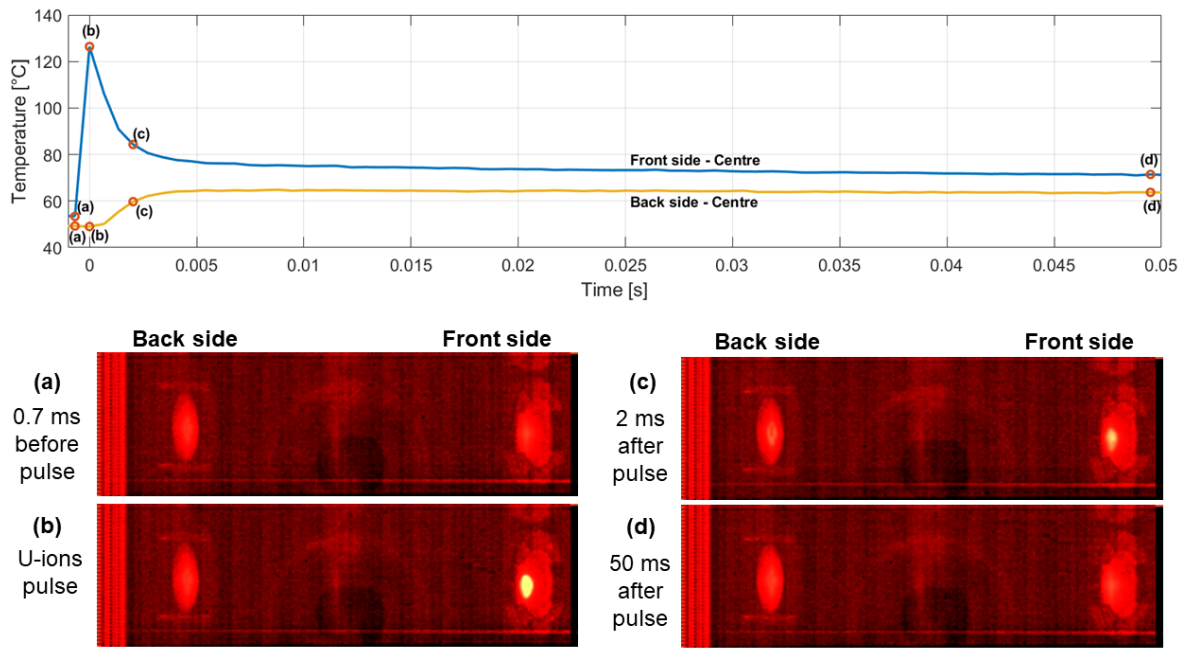 140
120
100
80
60
40
Temperature [°C]
(b)
(c)
(a)
(a)
(b)
(c)
Front side - Centre
Back side - Centre
(d)
(d)
0
0.005
0.01
0.015
0.02
0.025
0.03
0.035
0.04
0.045
0.05
Time [s]
Back side
Front side
(a)
0.7 ms
before
pulse
(b)
U-ions
pulse
Back side
Front side
(c)
2 ms
after
pulse
(d)
50 ms
after
pulse